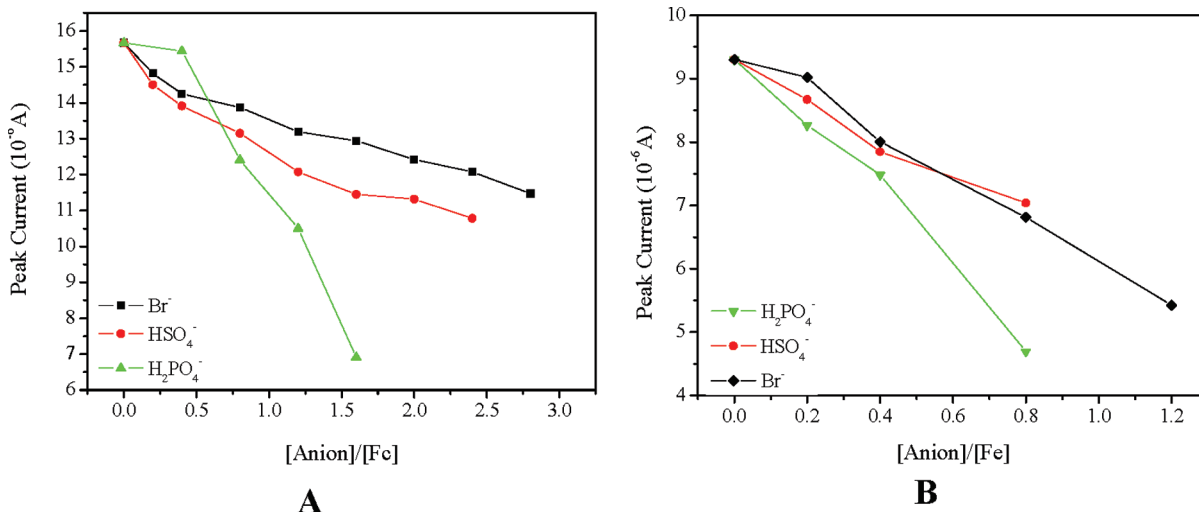 16
15
14
13
12
11
10
9
8
7
6
Peak Current (10⁻⁶A)
Br⁻
HSO₄⁻
H₂PO₄⁻
0.0 0.5 1.0 1.5 2.0 2.5 3.0
[Anion]/[Fe]
A
10
9
8
7
6
5
4
Peak Current (10⁻⁶ A)
H₂PO₄⁻
HSO₄⁻
Br⁻
0.0 0.2 0.4 0.6 0.8 1.0 1.2
[Anion]/[Fe]
B